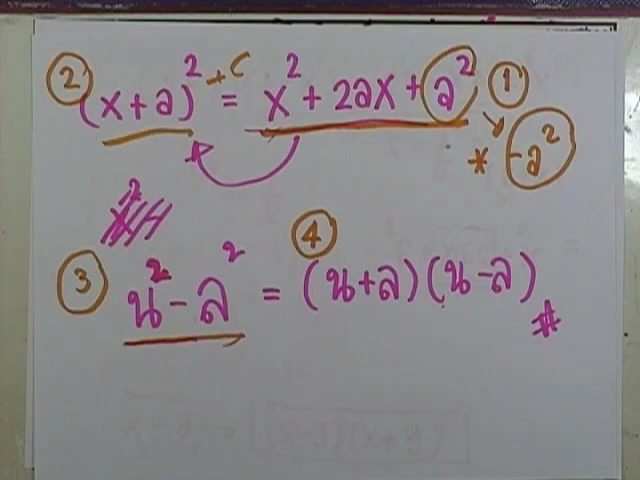 ② (x+a)² + c = x² + 2ax + a² ①
* -a²
③ น² - ล² = ④ (น+ล)(น-ล) #